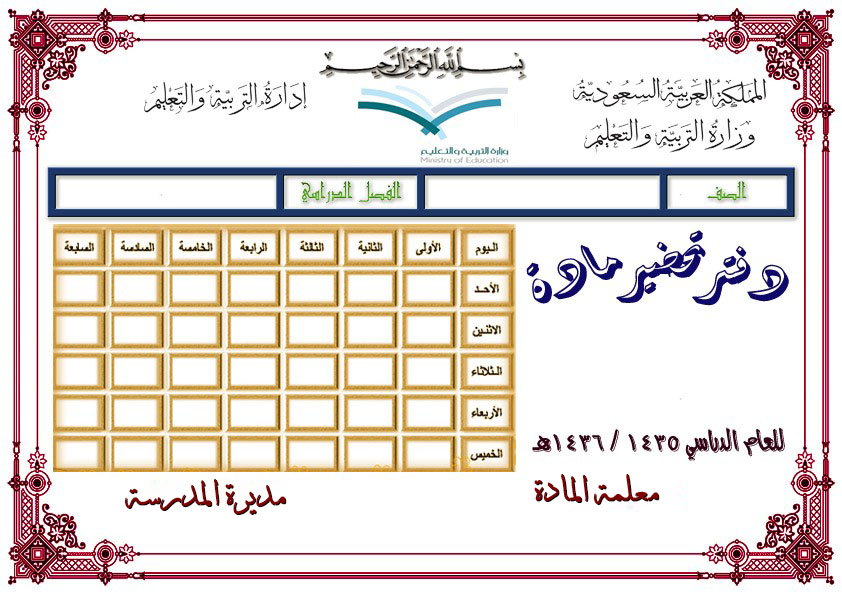 بسم الله الرحمن الرحيم
المملكة العربية السعودية
وزارة التربية والتعليم
إدارة التربية والتعليم
وزارة التربية والتعليم
Ministry of Education
الصف
الفصل الدراسي
دفتر تحضير مادة
اليوم الأولى الثانية الثالثة الرابعة الخامسة السادسة السابعة
الأحد
الاثنين
الثلاثاء
الأربعاء
الخميس
للعام الدراسي ١٤٣٥ / ١٤٣٦هـ
معلمة المادة
مديرة المدرسة